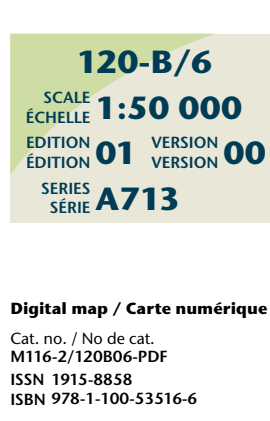 120-B/6
SCALE
ÉCHELLE 1:50 000
EDITION
ÉDITION 01 VERSION
VERSION 00
SERIES
SÉRIE A713
Digital map / Carte numérique
Cat. no. / No de cat.
M116-2/120B06-PDF
ISSN 1915-8858
ISBN 978-1-100-53516-6